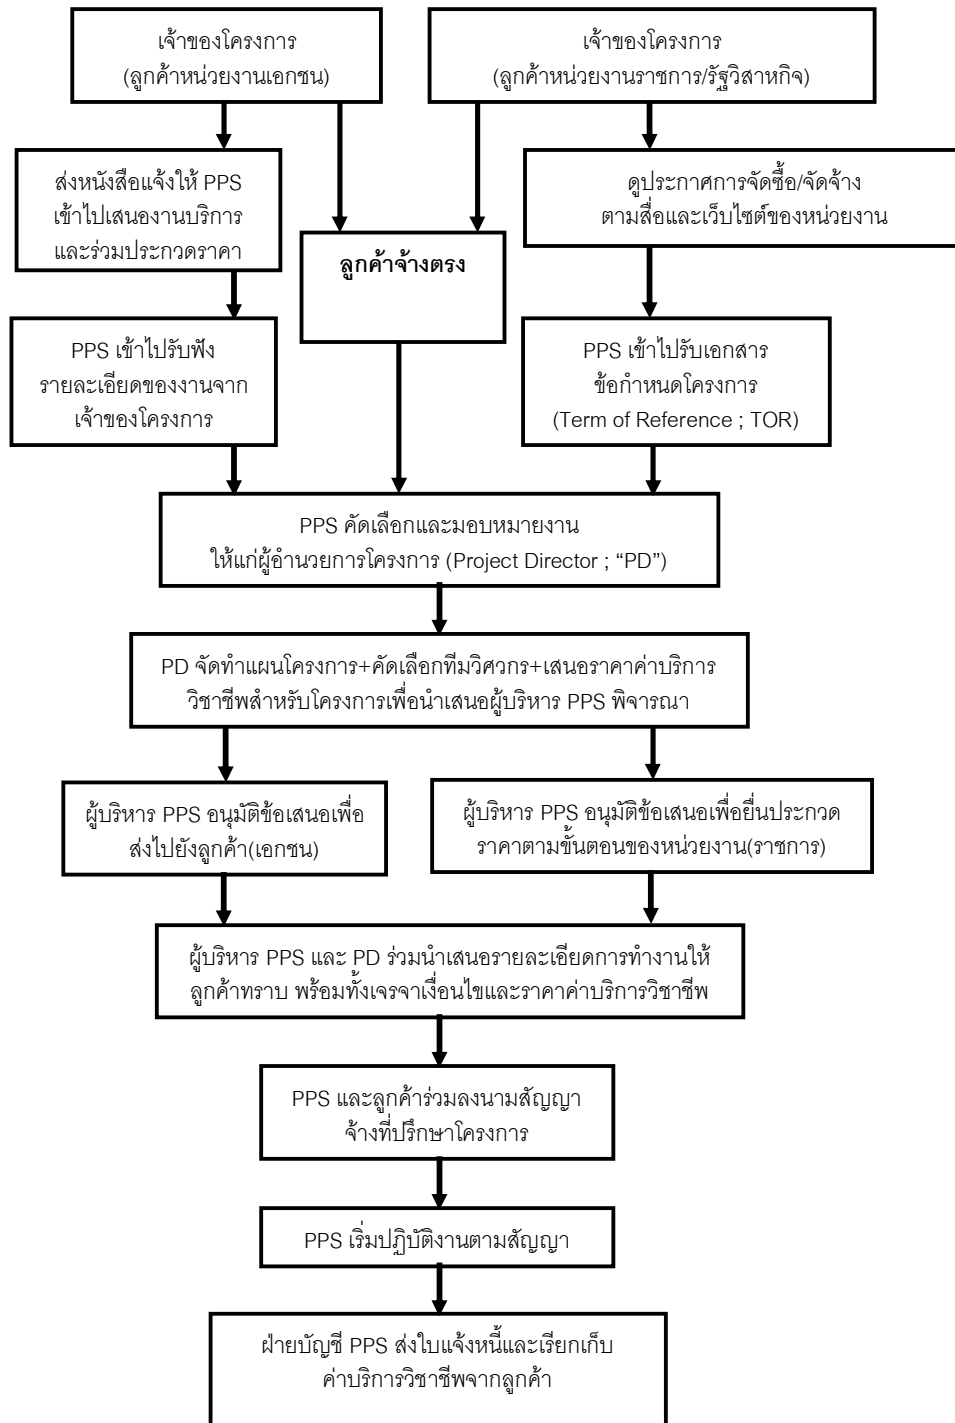 เจ้าของโครงการ
(ลูกค้าหน่วยงานเอกชน)
เจ้าของโครงการ
(ลูกค้าหน่วยงานราชการ/รัฐวิสาหกิจ)
ส่งหนังสือแจ้งให้ PPS
เข้าไปเสนองานบริการ
และร่วมประกวดราคา
ดูประกาศการจัดซื้อ/จัดจ้าง
ตามสื่อและเว็บไซต์ของหน่วยงาน
ลูกค้าจ้างตรง
PPS เข้าไปรับฟัง
รายละเอียดของงานจาก
เจ้าของโครงการ
PPS เข้าไปรับเอกสาร
ข้อกำหนดโครงการ
(Term of Reference ; TOR)
PPS คัดเลือกและมอบหมายงาน
ให้แก่ผู้อำนวยการโครงการ (Project Director ; “PD”)
PD จัดทำแผนโครงการ+คัดเลือกทีมวิศวกร+เสนอราคาค่าบริการ
วิชาชีพสำหรับโครงการเพื่อนำเสนอผู้บริหาร PPS พิจารณา
ผู้บริหาร PPS อนุมัติข้อเสนอเพื่อ
ส่งไปยังลูกค้า(เอกชน)
ผู้บริหาร PPS อนุมัติข้อเสนอเพื่อยื่นประกวด
ราคาตามขั้นตอนของหน่วยงาน(ราชการ)
ผู้บริหาร PPS และ PD ร่วมนำเสนอรายละเอียดการทำงานให้
ลูกค้าทราบ พร้อมทั้งเจรจาเงื่อนไขและราคาค่าบริการวิชาชีพ
PPS และลูกค้าร่วมลงนามสัญญา
จ้างที่ปรึกษาโครงการ
PPS เริ่มปฏิบัติงานตามสัญญา
ฝ่ายบัญชี PPS ส่งใบแจ้งหนี้และเรียกเก็บ
ค่าบริการวิชาชีพจากลูกค้า